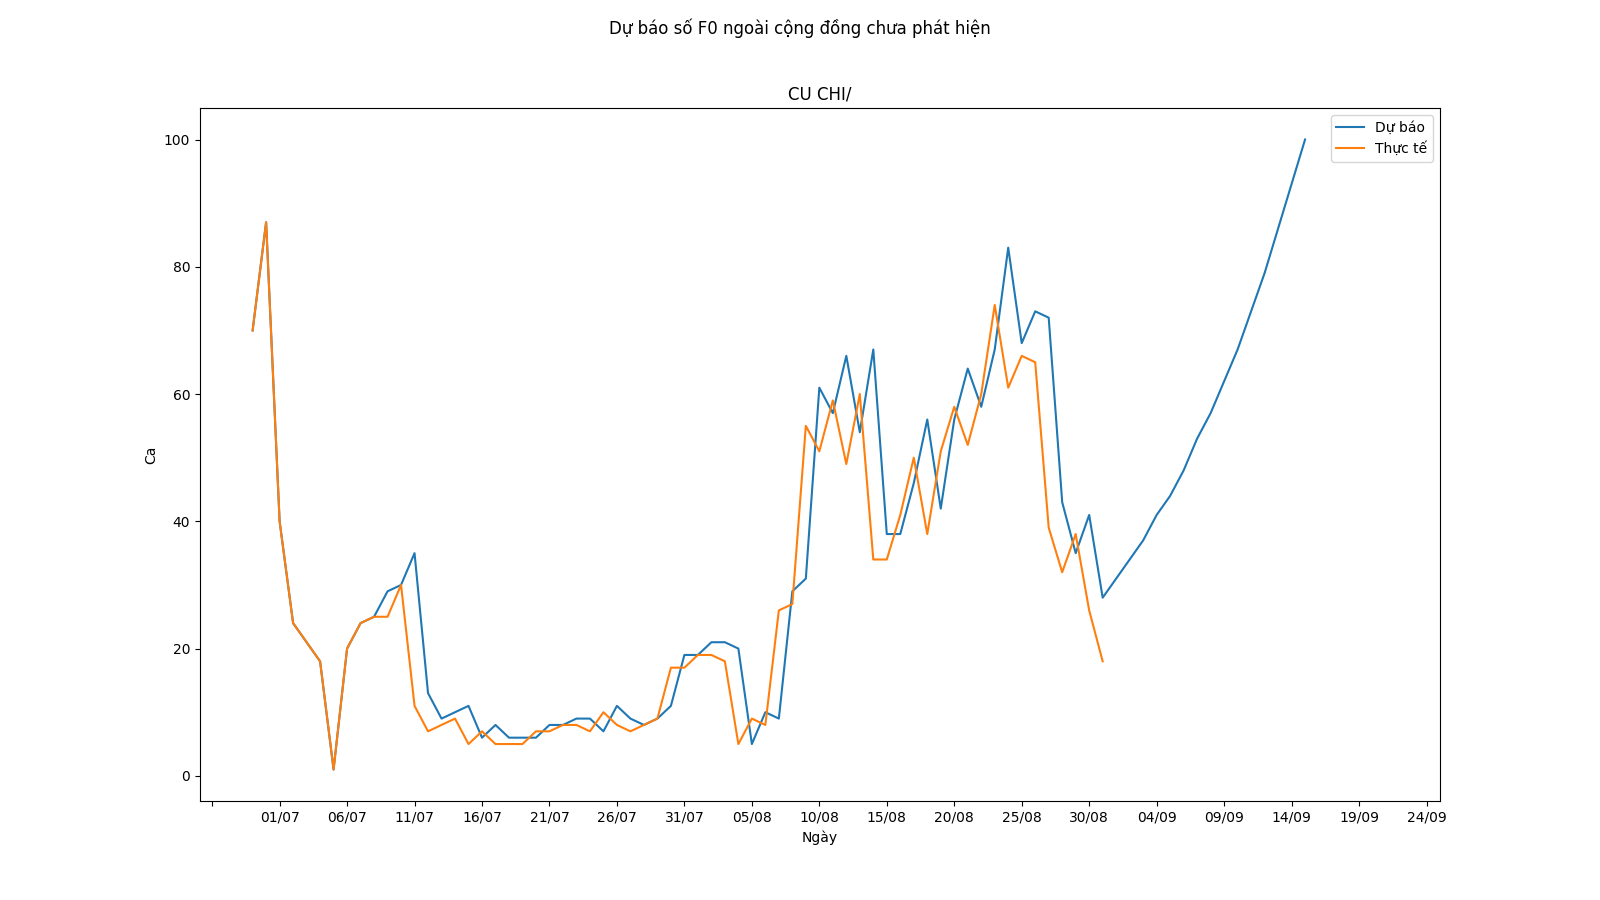 Dự báo số F0 ngoài cộng đồng chưa phát hiện
CU CHI/
Dự báo
Thực tế
100
80
60
40
20
0
Ca
01/07 06/07 11/07 16/07 21/07 26/07 31/07 05/08 10/08 15/08 20/08 25/08 30/08 04/09 09/09 14/09 19/09 24/09
Ngày